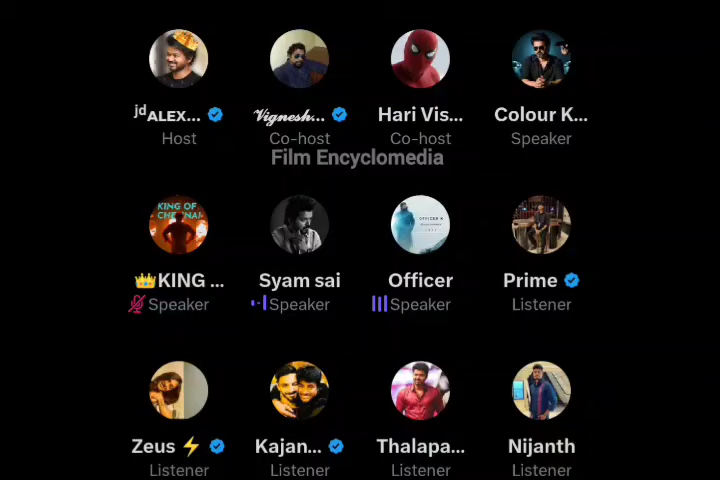 jdALEX... Vignesh... Hari Vis... Colour K...
Host Co-host Co-host Speaker
Film Encyclomedia
KING OF
CHENNAI
OFFICER
👑KING ... Syam sai Officer Prime
Speaker Speaker Speaker Listener
Zeus ⚡ Kajan... Thalapa... Nijanth
Listener Listener Listener Listener